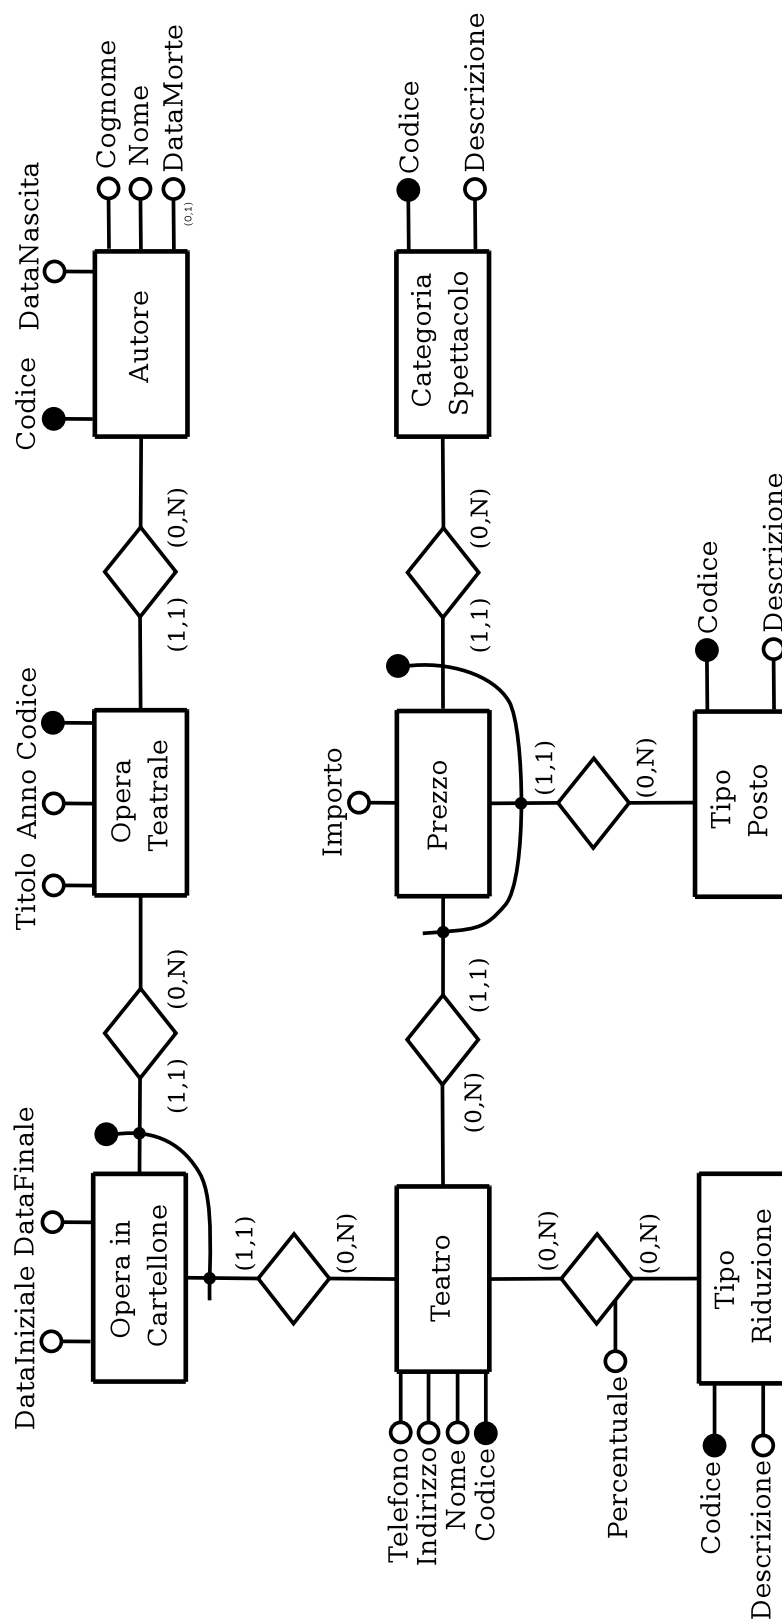 DataIniziale
DataFinale
Opera in
Cartellone
(1,1)
(0,N)
Titolo
Anno
Codice
Opera
Teatrale
(1,1)
(0,N)
Codice
DataNascita
Autore
Cognome
Nome
DataMorte
(0,1)
(1,1)
(0,N)
Telefono
Indirizzo
Nome
Codice
Teatro
(0,N)
(1,1)
Importo
Prezzo
(1,1)
(0,N)
Categoria
Spettacolo
Codice
Descrizione
(0,N)
(0,N)
Percentuale
(1,1)
(0,N)
Codice
Descrizione
Tipo
Riduzione
Tipo
Posto
Codice
Descrizione